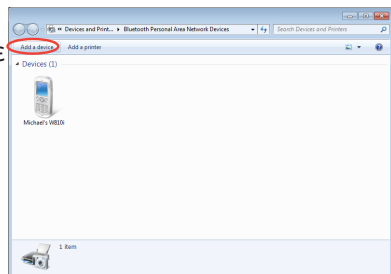 « Devices and Print... ▸ Bluetooth Personal Area Network Devices
Search Devices and Printers
Add a device
Add a printer
Devices (1)
Michael's W810i
1 item